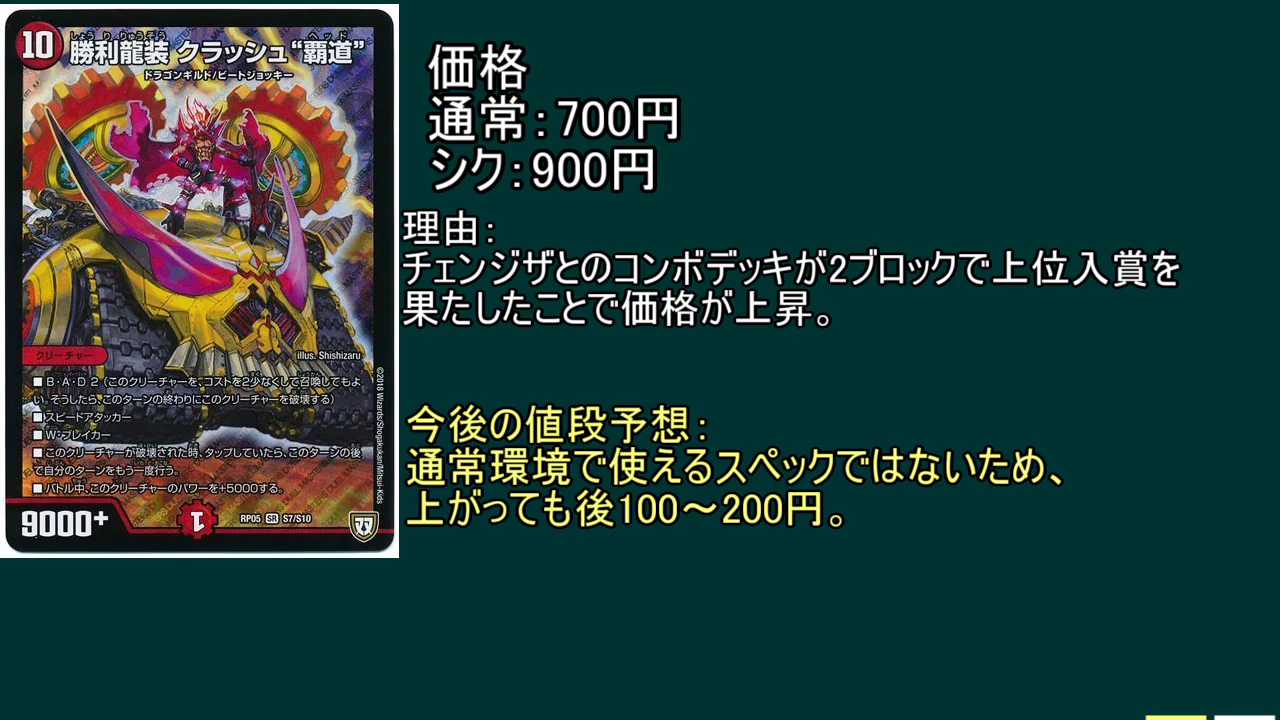 10
しょうりりゅうそう ヘッド
勝利龍装 クラッシュ“覇道”
ドラゴンギルド/ビートジョッキー
クリーチャー
illus. Shishizaru
■B・A・D 2(このクリーチャーを、コストを2少なくして召喚してもよ
い。そうしたら、このターンの終わりにこのクリーチャーを破壊する)
■スピードアタッカー
■W・ブレイカー
■このクリーチャーが破壊された時、タップしていたら、このターンの後
で自分のターンをもう一度行う。
■バトル中、このクリーチャーのパワーを+5000する。
©2018 Wizards/Shogakukan/Mitsui-Kids
9000+
1
RP05 SR S7/S10
価格
通常:700円
シク:900円
理由:
チェンジザとのコンボデッキが2ブロックで上位入賞を
果たしたことで価格が上昇。
今後の値段予想:
通常環境で使えるスペックではないため、
上がっても後100～200円。